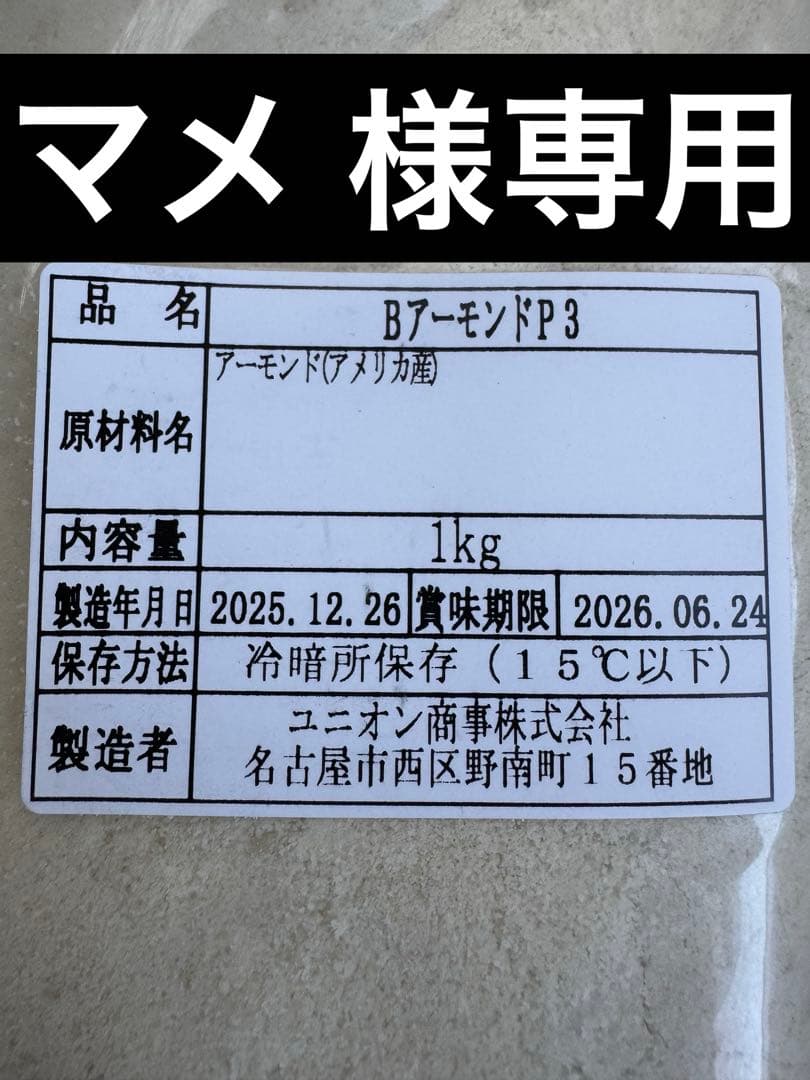 マメ 様専用
品 名 BアーモンドP3
原材料名 アーモンド(アメリカ産)
内容量 1kg
製造年月日 2025.12.26 賞味期限 2026.06.24
保存方法 冷暗所保存(15℃以下)
製造者 ユニオン商事株式会社
名古屋市西区野南町15番地